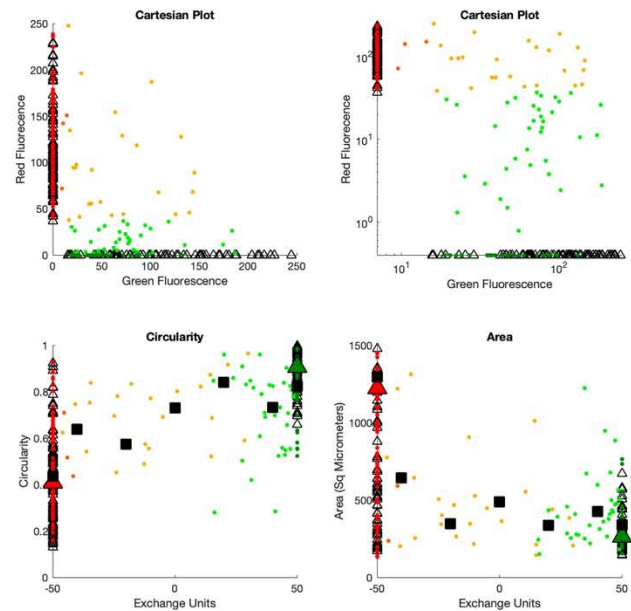 Cartesian Plot
Red Fluorescence
250
200
150
100
50
0
0 50 100 150 200 250
Green Fluorescence
Cartesian Plot
Red Fluorescence
10^2
10^1
10^0
10^1 10^2
Green Fluorescence
Circularity
Circularity
1
0.8
0.6
0.4
0.2
0
-50 0 50
Exchange Units
Area
Area (Sq Micrometers)
1500
1000
500
0
-50 0 50
Exchange Units